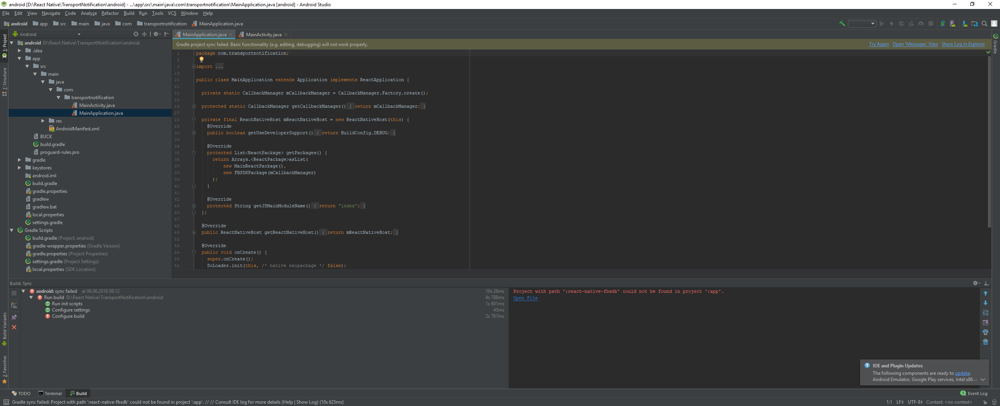 android [D:\React Native\TransportNotification\android] - ...\app\src\main\java\com\transportnotification\MainApplication.java [android] - Android Studio
File Edit View Navigate Code Analyze Refactor Build Run Tools VCS Window Help
android app src main java com transportnotification MainApplication.java
Android
MainApplication.java MainActivity.java
1: Project
7: Structure
Build Variants
2: Favorites
Gradle
android D:\React Native\TransportNotification\android
.idea
app
src
main
java
com
transportnotification
MainActivity.java
MainApplication.java
res
AndroidManifest.xml
BUCK
build.gradle
proguard-rules.pro
gradle
keystores
android.iml
build.gradle
gradle.properties
gradlew
gradlew.bat
local.properties
settings.gradle
Gradle Scripts
build.gradle (Project: android)
gradle-wrapper.properties (Gradle Version)
gradle.properties (Project Properties)
settings.gradle (Project Settings)
local.properties (SDK Location)
Gradle project sync failed. Basic functionality (e.g. editing, debugging) will not work properly. Try Again Open 'Messages' View Show Log in Explorer
1 package com.transportnotification;
2
3 import ...
19
20 public class MainApplication extends Application implements ReactApplication {
21
22 private static CallbackManager mCallbackManager = CallbackManager.Factory.create();
23
24 protected static CallbackManager getCallbackManager() { return mCallbackManager; }
27
28 private final ReactNativeHost mReactNativeHost = new ReactNativeHost(this) {
29 @Override
30 public boolean getUseDeveloperSupport() { return BuildConfig.DEBUG; }
33
34 @Override
35 protected List<ReactPackage> getPackages() {
36 return Arrays.<ReactPackage>asList(
37 new MainReactPackage(),
38 new FBSDKPackage(mCallbackManager)
39 );
40 }
41
42 @Override
43 protected String getJSMainModuleName() { return "index"; }
46 };
47
48 @Override
49 public ReactNativeHost getReactNativeHost() { return mReactNativeHost; }
52
53 @Override
54 public void onCreate() {
55 super.onCreate();
56 SoLoader.init(this, /* native exopackage */ false);
Build: Sync
android: sync failed at 06.06.2018 08:12 10s 26ms
Run build D:\React Native\TransportNotification\android 4s 788ms
Run init scripts 1s 601ms
Configure settings 45ms
Configure build 2s 767ms
Project with path ':react-native-fbsdk' could not be found in project ':app'.
Open File
IDE and Plugin Updates
The following components are ready to update:
Android Emulator, Google Play services, Intel x86...
TODO Terminal Build 1 Event Log
Gradle sync failed: Project with path ':react-native-fbsdk' could not be found in project ':app'. // // Consult IDE log for more details (Help | Show Log) (10s 625ms) 1:1 LF UTF-8 Context: <no context>